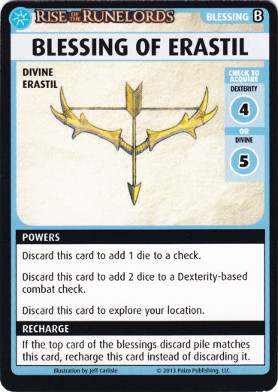 RISE OF THE RUNELORDS BLESSING B
BLESSING OF ERASTIL
DIVINE
ERASTIL
CHECK TO
ACQUIRE
DEXTERITY
4
OR
DIVINE
5
POWERS
Discard this card to add 1 die to a check.
Discard this card to add 2 dice to a Dexterity-based
combat check.
Discard this card to explore your location.
RECHARGE
If the top card of the blessings discard pile matches
this card, recharge this card instead of discarding it.
Illustration by Jeff Carlisle © 2013 Paizo Publishing, LLC.